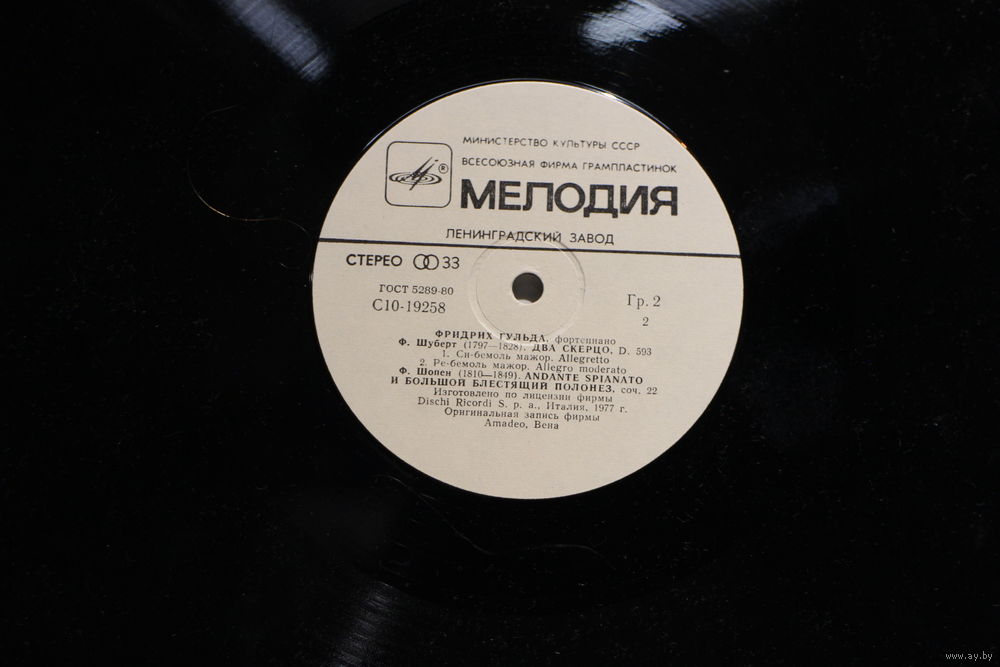 МИНИСТЕРСТВО КУЛЬТУРЫ СССР
ВСЕСОЮЗНАЯ ФИРМА ГРАМПЛАСТИНОК
®
МЕЛОДИЯ
ЛЕНИНГРАДСКИЙ ЗАВОД
СТЕРЕО 33
ГОСТ 5289-80
С10-19258
Гр. 2
2
ФРИДРИХ ГУЛЬДА, фортепиано
Ф. Шуберт (1797—1828). ДВА СКЕРЦО, D. 593
1. Си-бемоль мажор. Allegretto
2. Ре-бемоль мажор. Allegro moderato
Ф. Шопен (1810—1849). ANDANTE SPIANATO
И БОЛЬШОЙ БЛЕСТЯЩИЙ ПОЛОНЕЗ, соч. 22
Изготовлено по лицензии фирмы
Dischi Ricordi S. p. a., Италия, 1977 г.
Оригинальная запись фирмы
Amadeo, Вена
www.ay.by